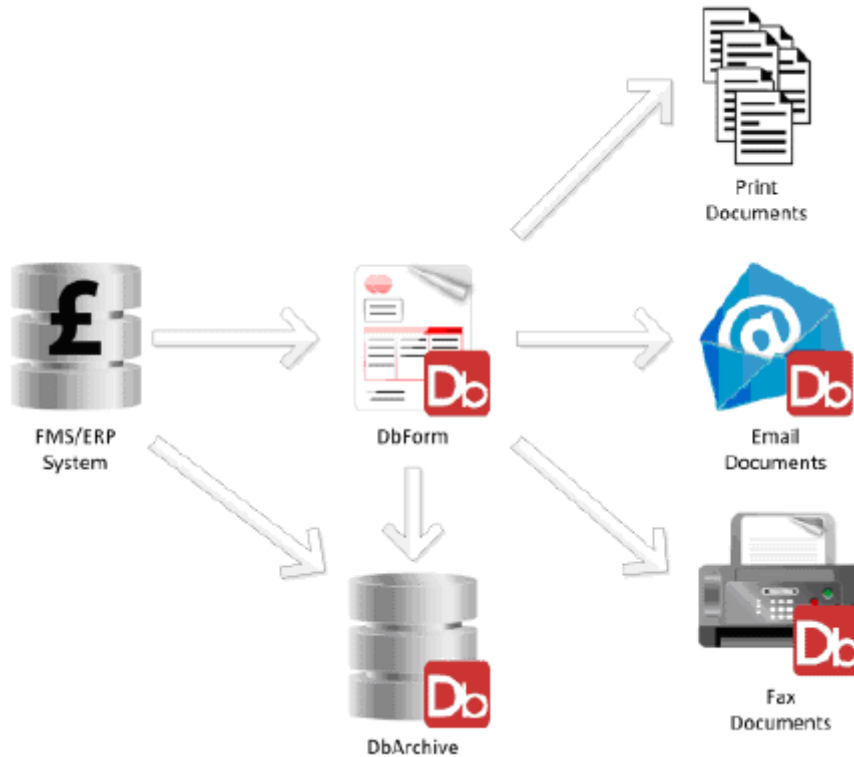 Print
Documents
£
FMS/ERP
System
Db
DbForm
@
Db
Email
Documents
Db
DbArchive
Db
Fax
Documents